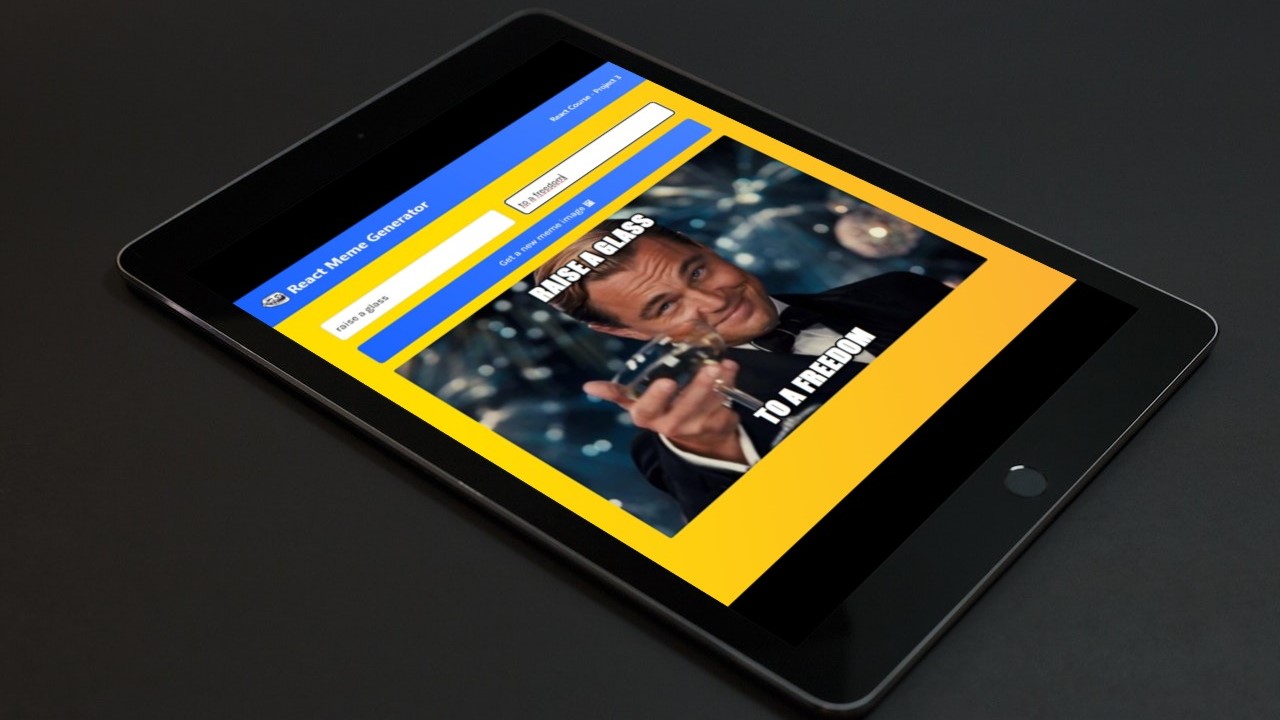 React Meme Generator
React Course - Project 3
raise a glass
to a freedom
Get a new meme image
RAISE A GLASS
TO A FREEDOM